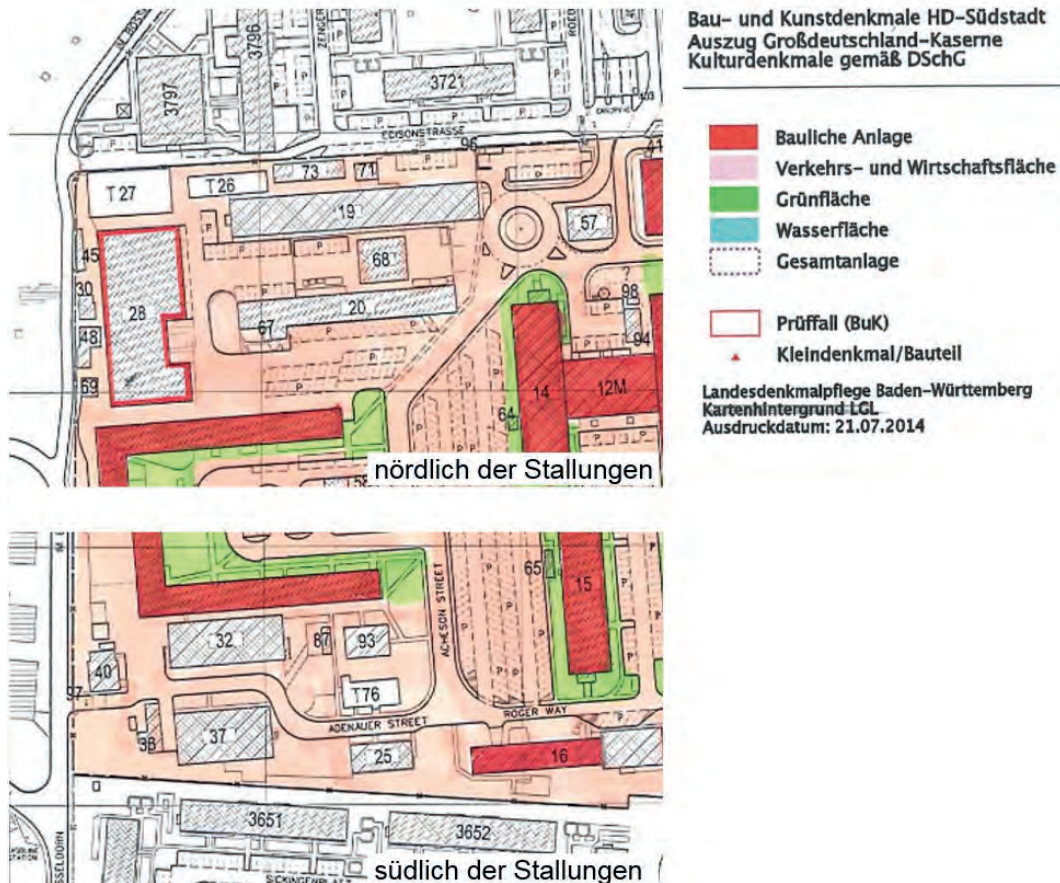 Bau- und Kunstdenkmale HD-Südstadt
Auszug Großdeutschland-Kaserne
Kulturdenkmale gemäß DSchG
Bauliche Anlage
Verkehrs- und Wirtschaftsfläche
Grünfläche
Wasserfläche
Gesamtanlage
Prüffall (BuK)
Kleindenkmal/Bauteil
Landesdenkmalpflege Baden-Württemberg
Kartenhintergrund LGL
Ausdruckdatum: 21.07.2014
3797
3796
3721
96
41
T 27
T 26
73
71
19
57
45
68
30
28
20
98
67
48
94
14
12M
69
64
58
nördlich der Stallungen
65
15
32
87
93
ACHESON STREET
40
T76
37
38
ADENAUER STREET
ROGER WAY
25
16
3651
3652
SICKINGENPLATZ
südlich der Stallungen